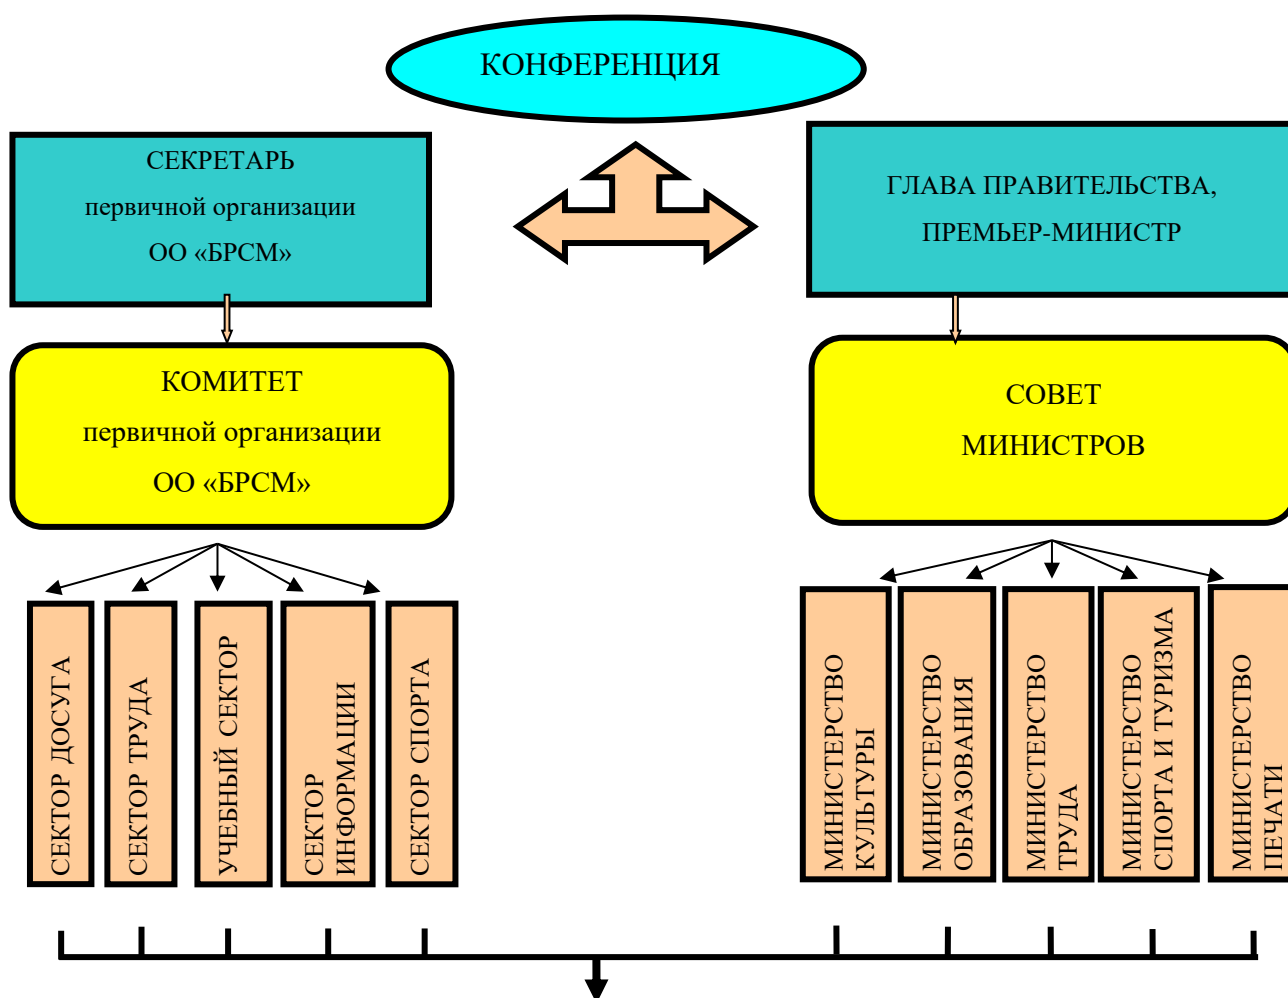 КОНФЕРЕНЦИЯ
СЕКРЕТАРЬ
первичной организации
ОО «БРСМ»
ГЛАВА ПРАВИТЕЛЬСТВА,
ПРЕМЬЕР-МИНИСТР
КОМИТЕТ
первичной организации
ОО «БРСМ»
СОВЕТ
МИНИСТРОВ
СЕКТОР ДОСУГА
СЕКТОР ТРУДА
УЧЕБНЫЙ СЕКТОР
СЕКТОР
ИНФОРМАЦИИ
СЕКТОР СПОРТА
МИНИСТЕРСТВО
КУЛЬТУРЫ
МИНИСТЕРСТВО
ОБРАЗОВАНИЯ
МИНИСТЕРСТВО
ТРУДА
МИНИСТЕРСТВО
СПОРТА И ТУРИЗМА
МИНИСТЕРСТВО
ПЕЧАТИ